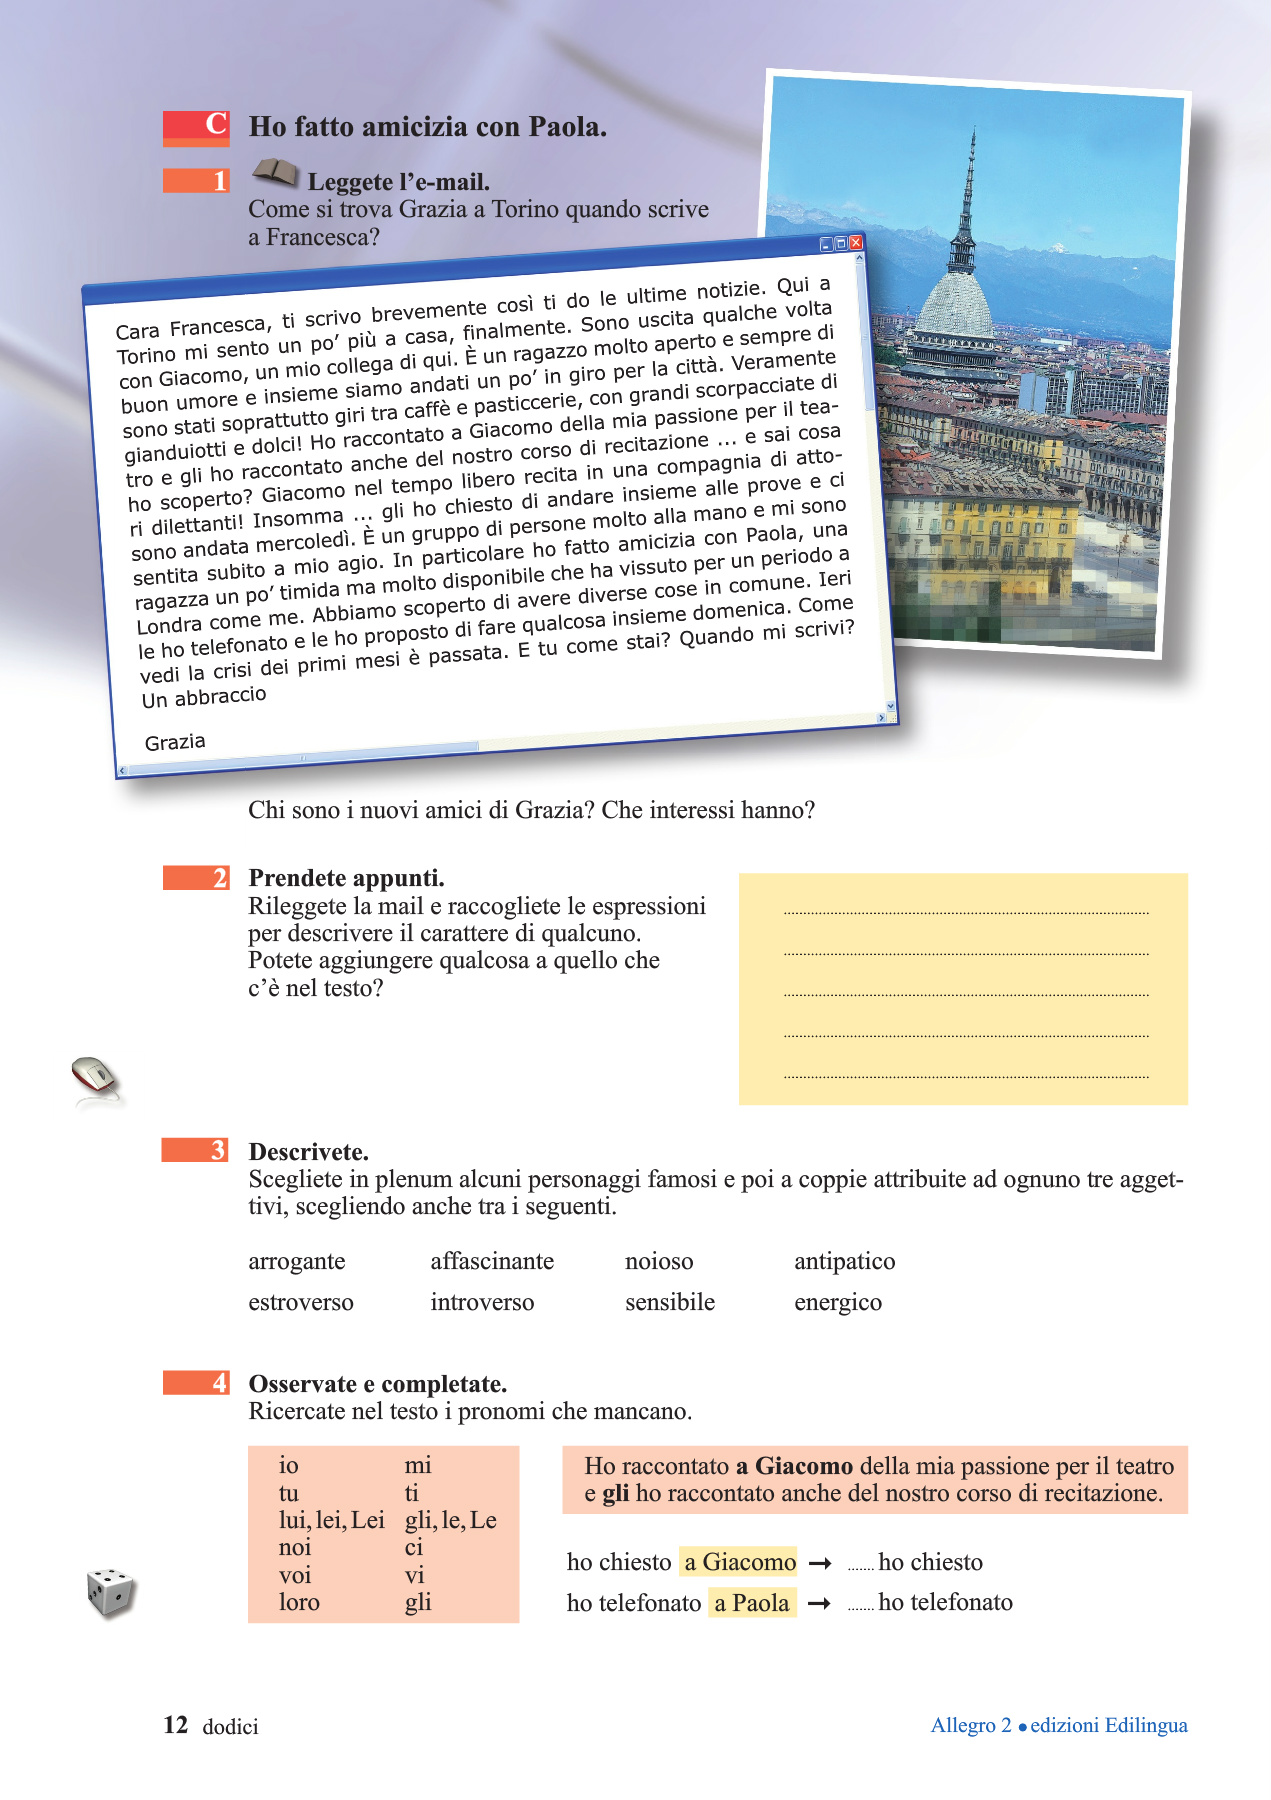 C Ho fatto amicizia con Paola.
1 Leggete l’e-mail.
Come si trova Grazia a Torino quando scrive
a Francesca?
Cara Francesca, ti scrivo brevemente così ti do le ultime notizie. Qui a
Torino mi sento un po’ più a casa, finalmente. Sono uscita qualche volta
con Giacomo, un mio collega di qui. È un ragazzo molto aperto e sempre di
buon umore e insieme siamo andati un po’ in giro per la città. Veramente
sono stati soprattutto giri tra caffè e pasticcerie, con grandi scorpacciate di
gianduiotti e dolci! Ho raccontato a Giacomo della mia passione per il tea-
tro e gli ho raccontato anche del nostro corso di recitazione ... e sai cosa
ho scoperto? Giacomo nel tempo libero recita in una compagnia di atto-
ri dilettanti! Insomma ... gli ho chiesto di andare insieme alle prove e ci
sono andata mercoledì. È un gruppo di persone molto alla mano e mi sono
sentita subito a mio agio. In particolare ho fatto amicizia con Paola, una
ragazza un po’ timida ma molto disponibile che ha vissuto per un periodo a
Londra come me. Abbiamo scoperto di avere diverse cose in comune. Ieri
le ho telefonato e le ho proposto di fare qualcosa insieme domenica. Come
vedi la crisi dei primi mesi è passata. E tu come stai? Quando mi scrivi?
Un abbraccio
Grazia
Chi sono i nuovi amici di Grazia? Che interessi hanno?
2 Prendete appunti.
Rileggete la mail e raccogliete le espressioni
per descrivere il carattere di qualcuno.
Potete aggiungere qualcosa a quello che
c’è nel testo?
3 Descrivete.
Scegliete in plenum alcuni personaggi famosi e poi a coppie attribuite ad ognuno tre agget-
tivi, scegliendo anche tra i seguenti.
arrogante affascinante noioso antipatico
estroverso introverso sensibile energico
4 Osservate e completate.
Ricercate nel testo i pronomi che mancano.
io mi
tu ti
lui, lei, Lei gli, le, Le
noi ci
voi vi
loro gli
Ho raccontato a Giacomo della mia passione per il teatro
e gli ho raccontato anche del nostro corso di recitazione.
ho chiesto a Giacomo → ....... ho chiesto
ho telefonato a Paola → ....... ho telefonato
12 dodici
Allegro 2 • edizioni Edilingua